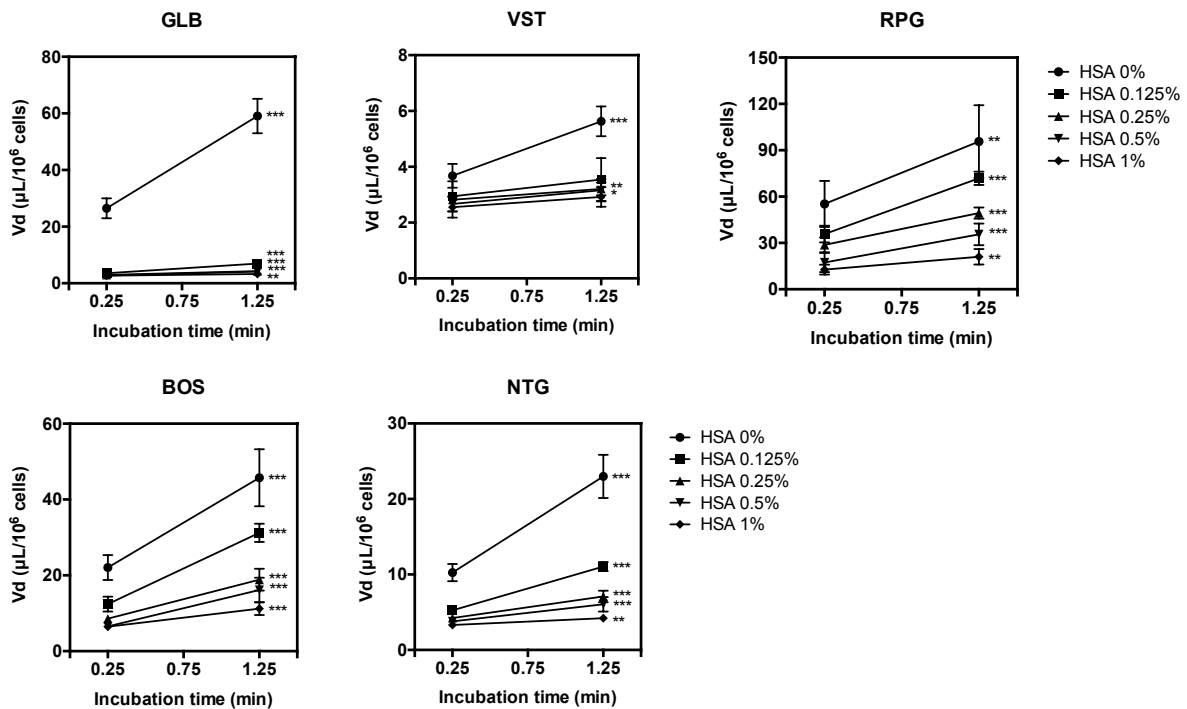 GLB
Vd (µL/10⁶ cells)
80
60
40
20
0
***
***
***
***
**
0.25 0.75 1.25
Incubation time (min)
VST
Vd (µL/10⁶ cells)
8
6
4
2
0
***
**
*
0.25 0.75 1.25
Incubation time (min)
RPG
Vd (µL/10⁶ cells)
150
120
90
60
30
0
**
***
***
***
**
0.25 0.75 1.25
Incubation time (min)
HSA 0%
HSA 0.125%
HSA 0.25%
HSA 0.5%
HSA 1%
BOS
Vd (µL/10⁶ cells)
60
40
20
0
***
***
***
***
***
0.25 0.75 1.25
Incubation time (min)
NTG
Vd (µL/10⁶ cells)
30
20
10
0
***
***
***
***
**
0.25 0.75 1.25
Incubation time (min)
HSA 0%
HSA 0.125%
HSA 0.25%
HSA 0.5%
HSA 1%